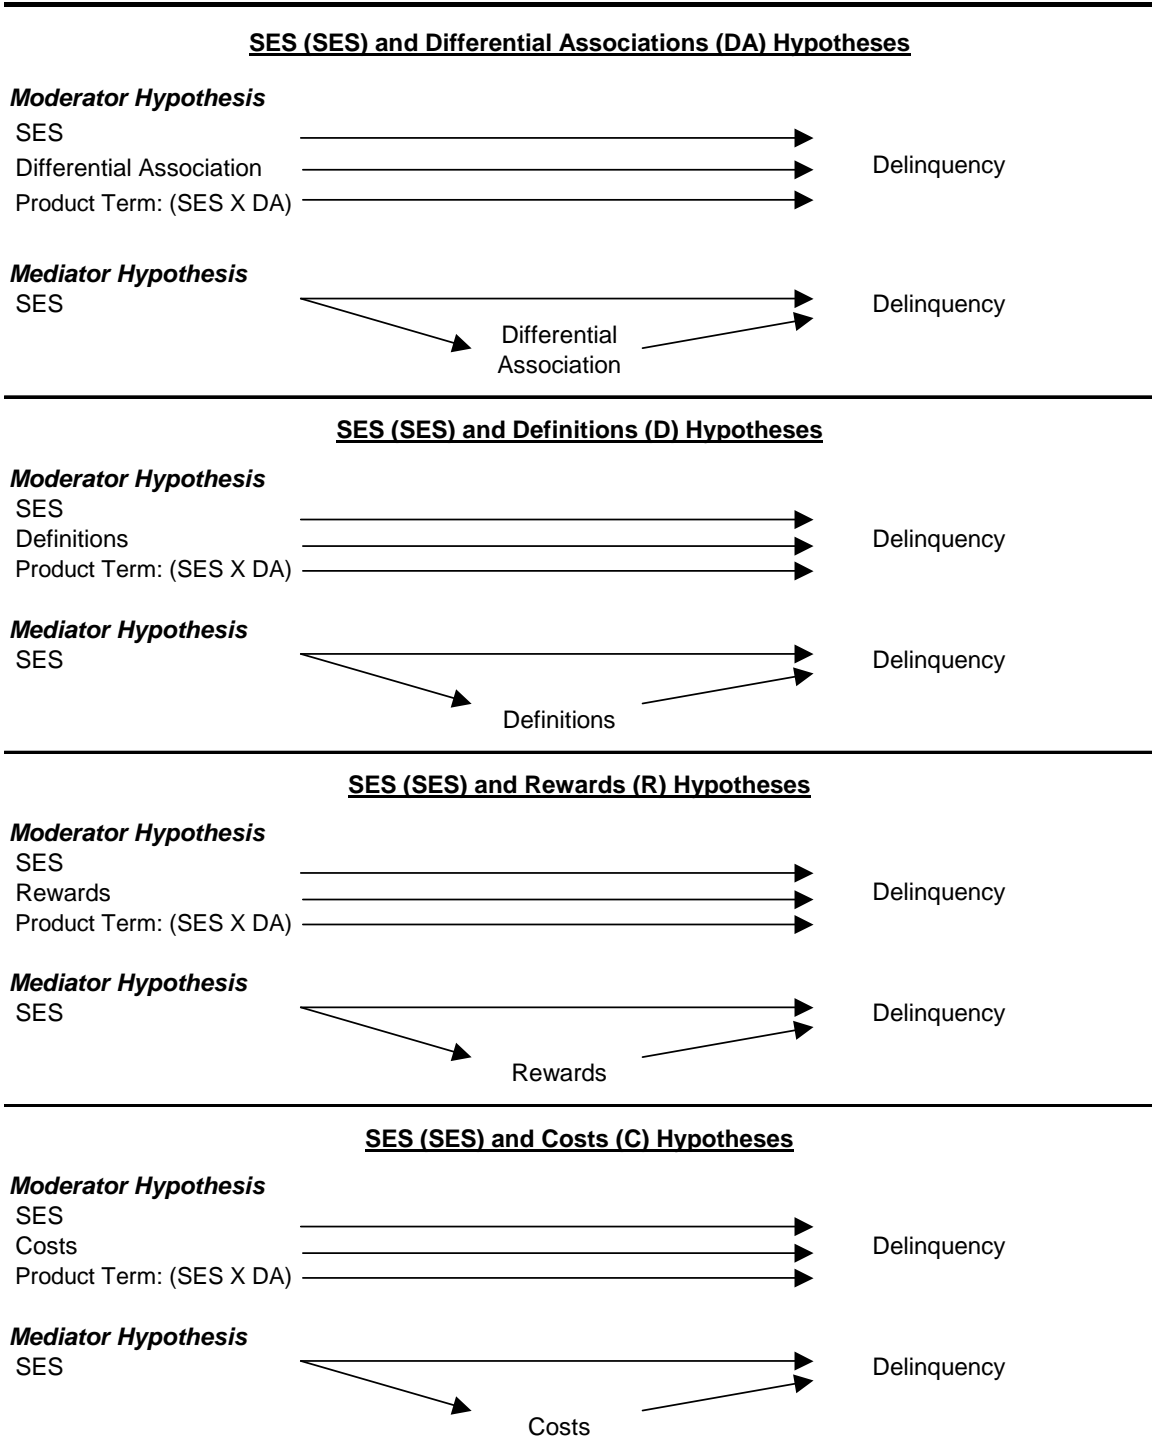 SES (SES) and Differential Associations (DA) Hypotheses
Moderator Hypothesis
SES
Differential Association
Delinquency
Product Term: (SES X DA)
Mediator Hypothesis
SES
Delinquency
Differential
Association
SES (SES) and Definitions (D) Hypotheses
Moderator Hypothesis
SES
Definitions
Delinquency
Product Term: (SES X DA)
Mediator Hypothesis
SES
Delinquency
Definitions
SES (SES) and Rewards (R) Hypotheses
Moderator Hypothesis
SES
Rewards
Delinquency
Product Term: (SES X DA)
Mediator Hypothesis
SES
Delinquency
Rewards
SES (SES) and Costs (C) Hypotheses
Moderator Hypothesis
SES
Costs
Delinquency
Product Term: (SES X DA)
Mediator Hypothesis
SES
Delinquency
Costs